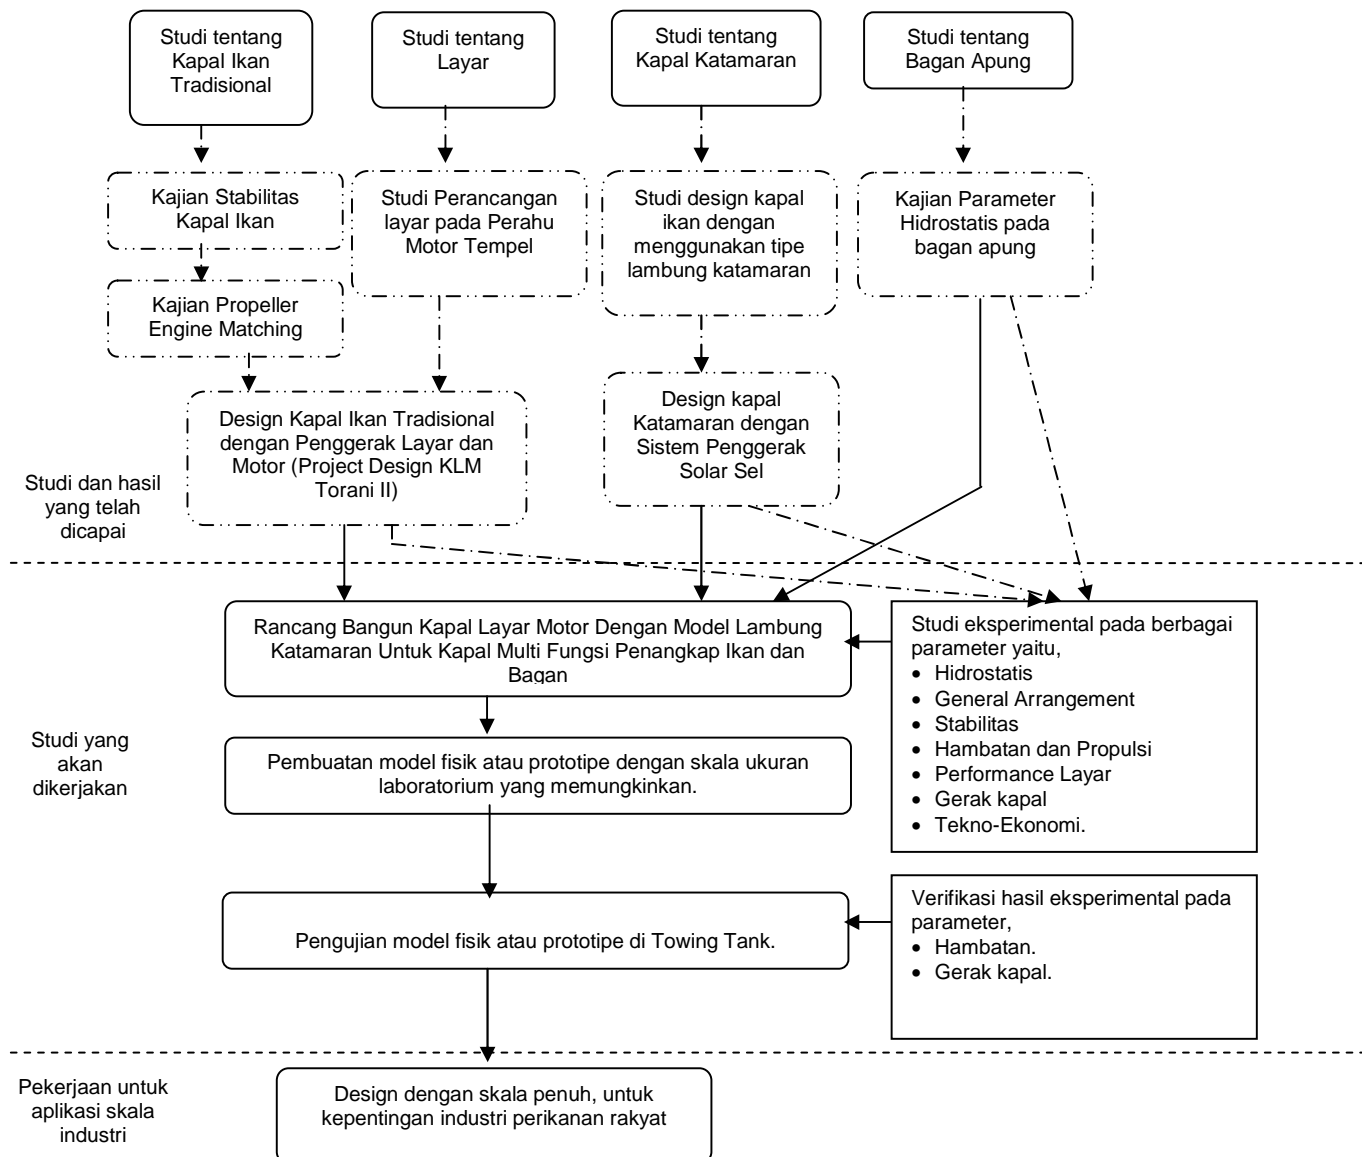 Studi tentang
Kapal Ikan
Tradisional
Studi tentang
Layar
Studi tentang
Kapal Katamaran
Studi tentang
Bagan Apung
Kajian Stabilitas
Kapal Ikan
Studi Perancangan
layar pada Perahu
Motor Tempel
Studi design kapal
ikan dengan
menggunakan tipe
lambung katamaran
Kajian Parameter
Hidrostatis pada
bagan apung
Kajian Propeller
Engine Matching
Design Kapal Ikan Tradisional
dengan Penggerak Layar dan
Motor (Project Design KLM
Torani II)
Design kapal
Katamaran dengan
Sistem Penggerak
Solar Sel
Studi dan hasil
yang telah
dicapai
Rancang Bangun Kapal Layar Motor Dengan Model Lambung
Katamaran Untuk Kapal Multi Fungsi Penangkap Ikan dan
Bagan
Studi eksperimental pada berbagai
parameter yaitu,
• Hidrostatis
• General Arrangement
• Stabilitas
• Hambatan dan Propulsi
• Performance Layar
• Gerak kapal
• Tekno-Ekonomi.
Studi yang
akan
dikerjakan
Pembuatan model fisik atau prototipe dengan skala ukuran
laboratorium yang memungkinkan.
Pengujian model fisik atau prototipe di Towing Tank.
Verifikasi hasil eksperimental pada
parameter,
• Hambatan.
• Gerak kapal.
Pekerjaan untuk
aplikasi skala
industri
Design dengan skala penuh, untuk
kepentingan industri perikanan rakyat